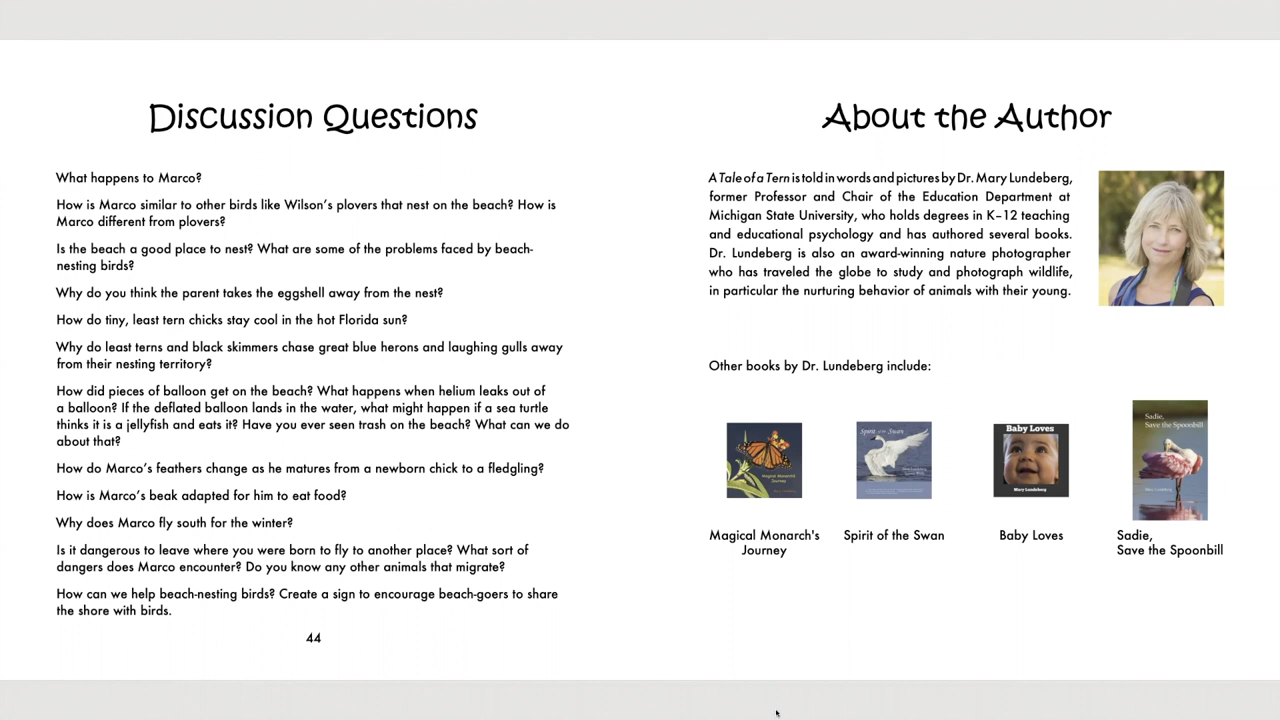 Discussion Questions
What happens to Marco?
How is Marco similar to other birds like Wilson's plovers that nest on the beach? How is
Marco different from plovers?
Is the beach a good place to nest? What are some of the problems faced by beach-
nesting birds?
Why do you think the parent takes the eggshell away from the nest?
How do tiny, least tern chicks stay cool in the hot Florida sun?
Why do least terns and black skimmers chase great blue herons and laughing gulls away
from their nesting territory?
How did pieces of balloon get on the beach? What happens when helium leaks out of
a balloon? If the deflated balloon lands in the water, what might happen if a sea turtle
thinks it is a jellyfish and eats it? Have you ever seen trash on the beach? What can we do
about that?
How do Marco's feathers change as he matures from a newborn chick to a fledgling?
How is Marco's beak adapted for him to eat food?
Why does Marco fly south for the winter?
Is it dangerous to leave where you were born to fly to another place? What sort of
dangers does Marco encounter? Do you know any other animals that migrate?
How can we help beach-nesting birds? Create a sign to encourage beach-goers to share
the shore with birds.
44
About the Author
A Tale of a Tern is told in words and pictures by Dr. Mary Lundeberg,
former Professor and Chair of the Education Department at
Michigan State University, who holds degrees in K–12 teaching
and educational psychology and has authored several books.
Dr. Lundeberg is also an award-winning nature photographer
who has traveled the globe to study and photograph wildlife,
in particular the nurturing behavior of animals with their young.
Other books by Dr. Lundeberg include:
Magical Monarch's
Journey
Spirit of the Swan
Baby Loves
Mary Lundeberg
Sadie,
Save the Spoonbill
Magical Monarch's
Journey
Spirit of the Swan
Baby Loves
Sadie,
Save the Spoonbill